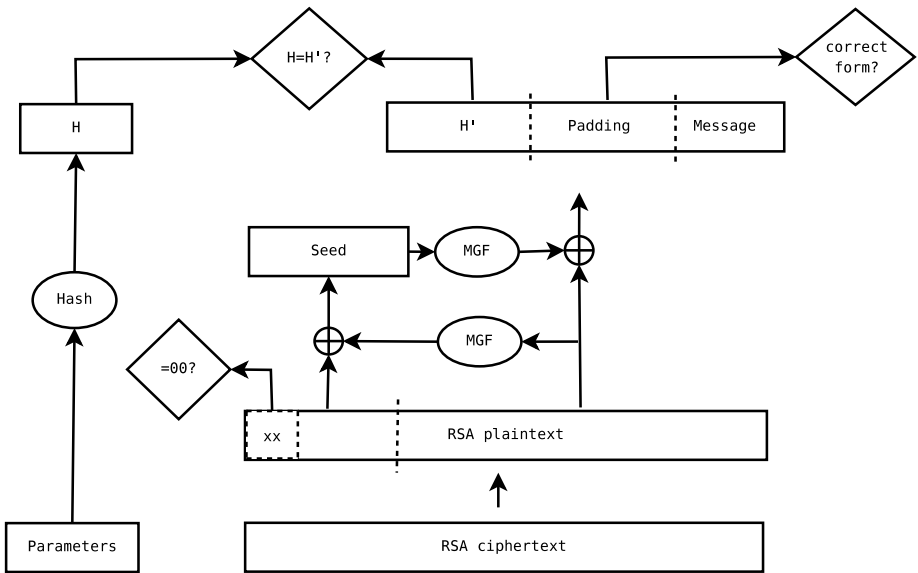 H=H'?
correct
form?
H
H'
Padding
Message
Seed
MGF
Hash
MGF
=00?
xx
RSA plaintext
Parameters
RSA ciphertext